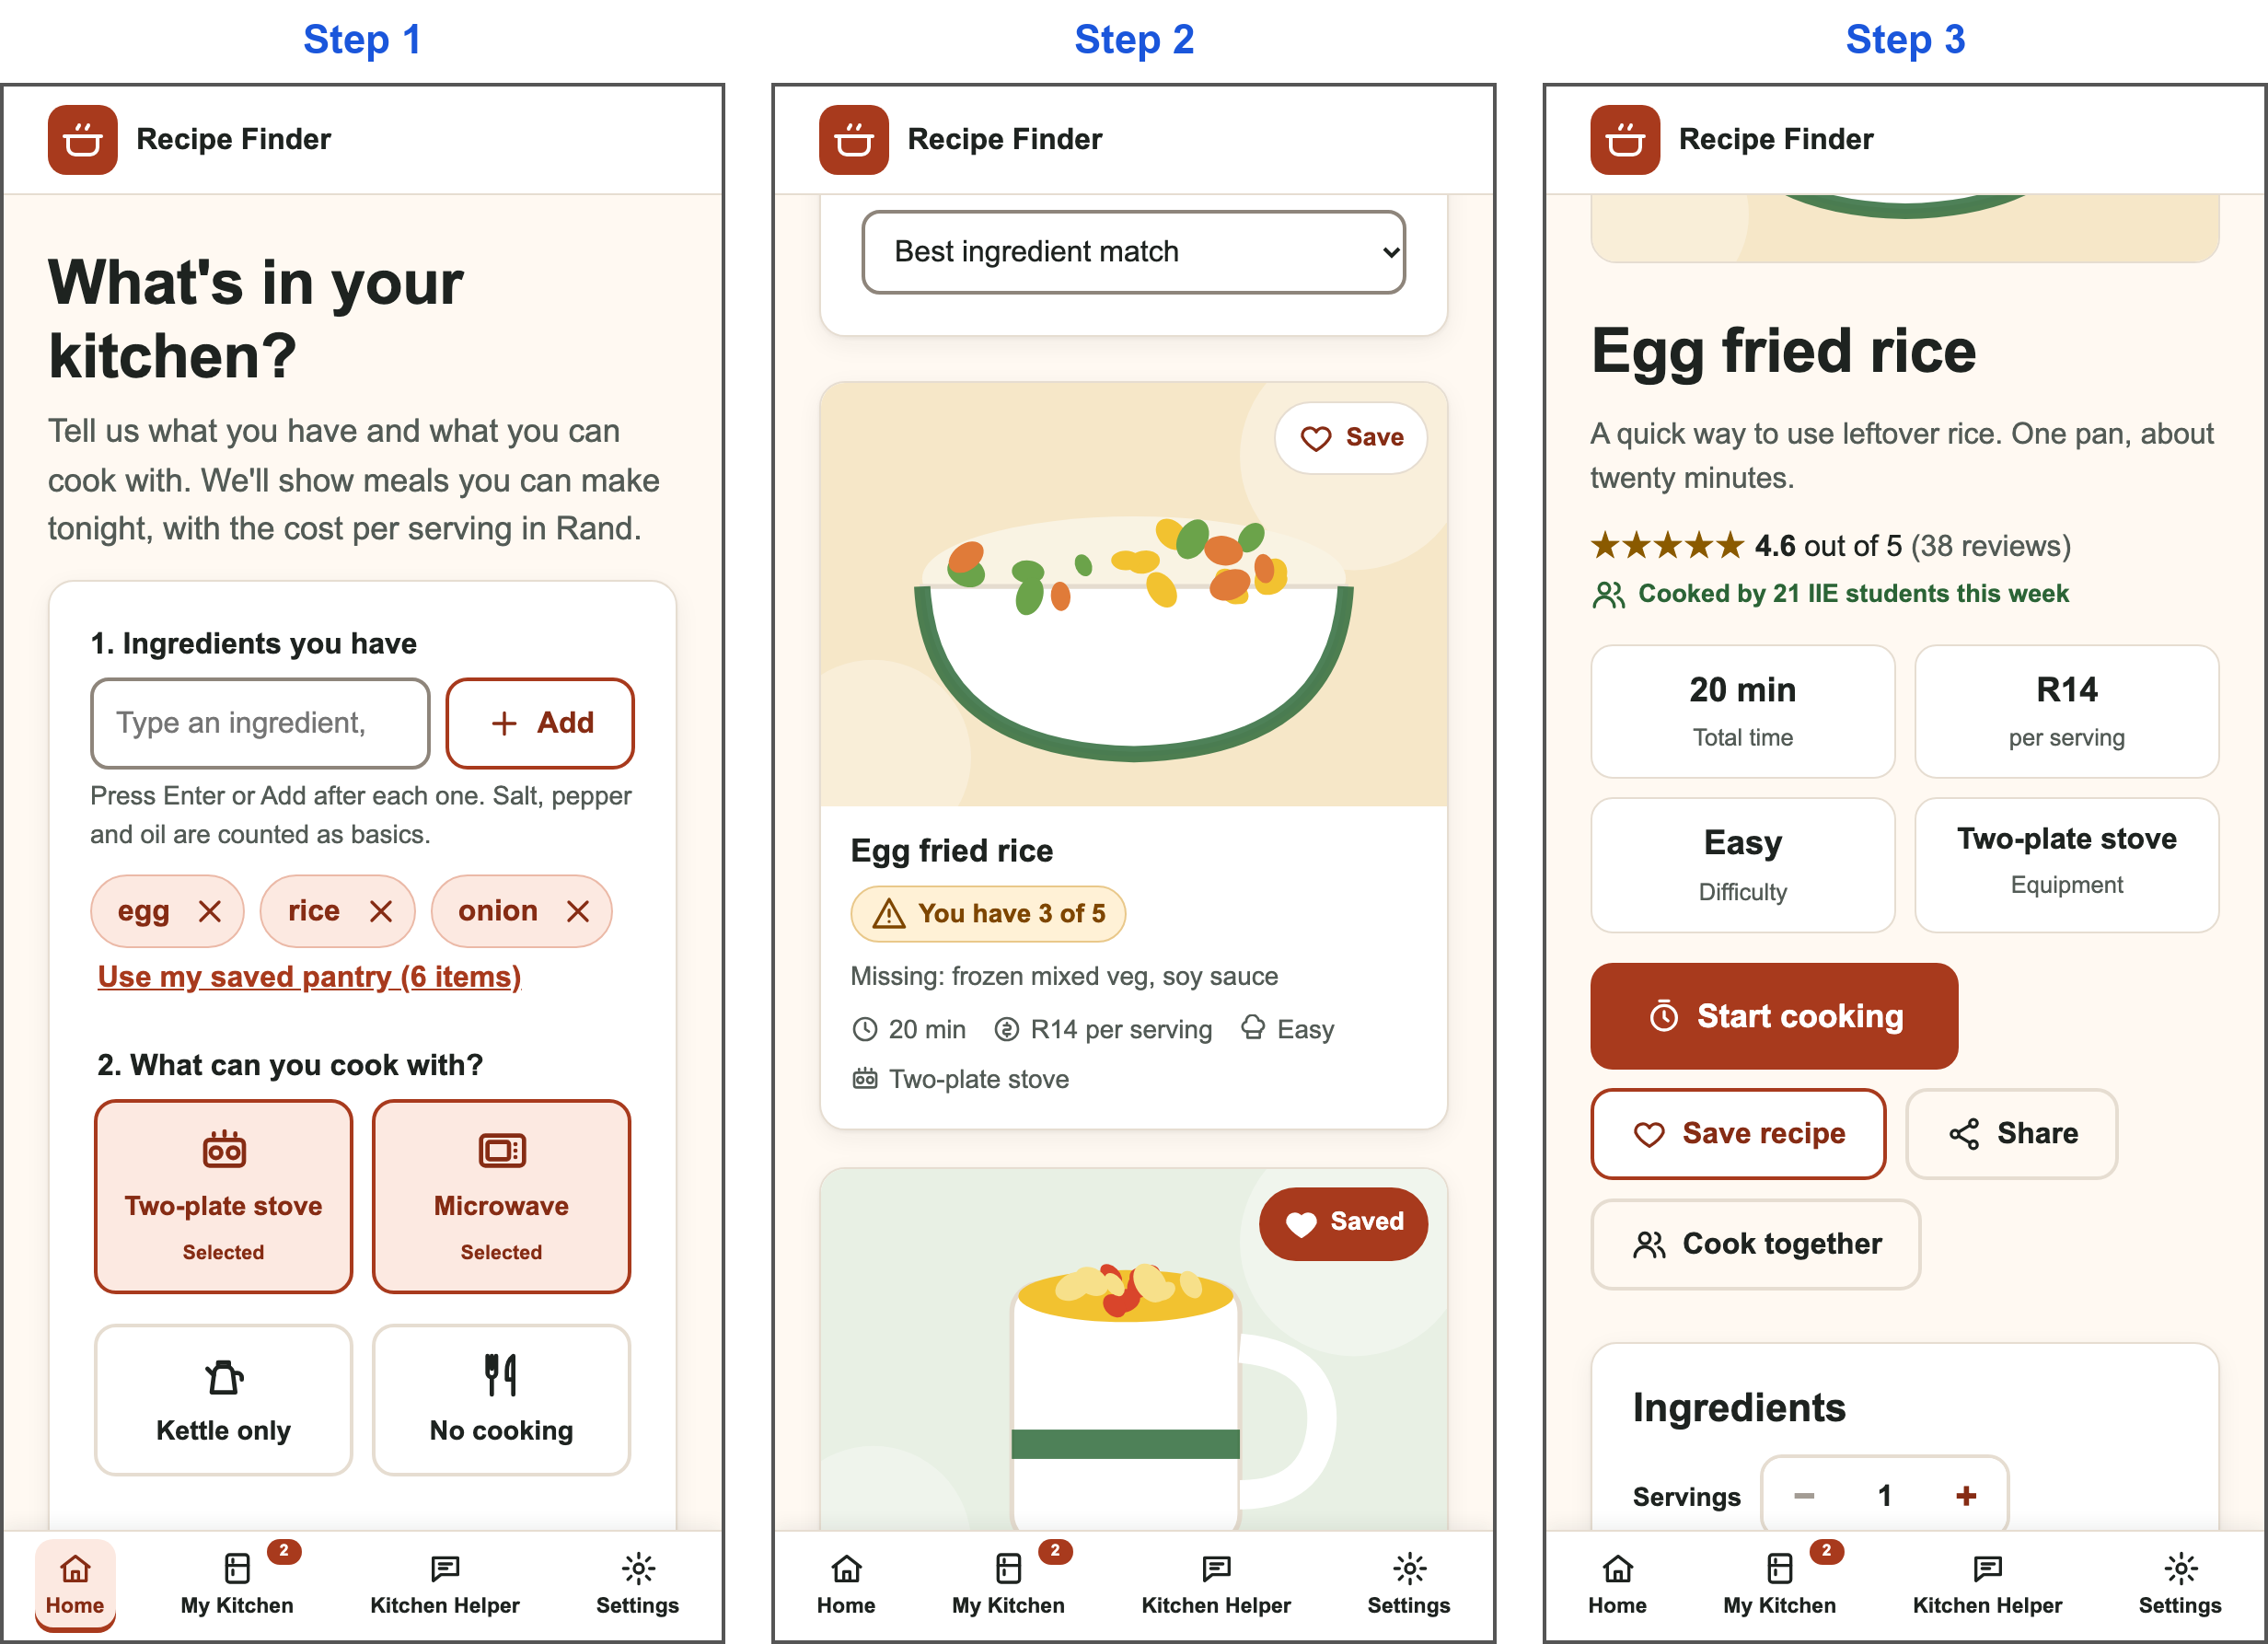 Step 1
Recipe Finder
What's in your
kitchen?
Tell us what you have and what you can
cook with. We'll show meals you can make
tonight, with the cost per serving in Rand.
1. Ingredients you have
Type an ingredient,
Add
Press Enter or Add after each one. Salt, pepper
and oil are counted as basics.
egg rice onion
Use my saved pantry (6 items)
2. What can you cook with?
Two-plate stove
Selected
Microwave
Selected
Kettle only
No cooking
Home
My Kitchen
2
Kitchen Helper
Settings
Step 2
Recipe Finder
Best ingredient match
Save
Egg fried rice
You have 3 of 5
Missing: frozen mixed veg, soy sauce
20 min R14 per serving Easy
Two-plate stove
Saved
Home
My Kitchen
2
Kitchen Helper
Settings
Step 3
Recipe Finder
Egg fried rice
A quick way to use leftover rice. One pan, about
twenty minutes.
★★★★★ 4.6 out of 5 (38 reviews)
Cooked by 21 IIE students this week
20 min
Total time
R14
per serving
Easy
Difficulty
Two-plate stove
Equipment
Start cooking
Save recipe
Share
Cook together
Ingredients
Servings − 1 +
Home
My Kitchen
2
Kitchen Helper
Settings